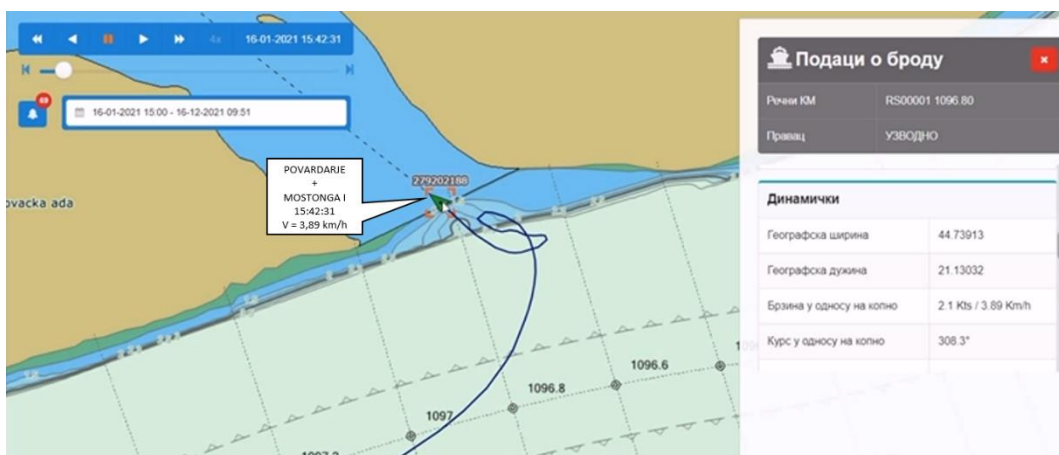 4x
16-01-2021 15:42:31
69
16-01-2021 15:00 - 16-12-2021 09:51
ovacka ada
POVARDARJE
+
MOSTONGA I
15:42:31
V = 3,89 km/h
279202188
1096.6
1096.8
1097
Подаци о броду
Речни КМ RS00001 1096.80
Правац УЗВОДНО
Динамички
Географска ширина 44.73913
Географска дужина 21.13032
Брзина у односу на копно 2.1 Kts / 3.89 Km/h
Курс у односу на копно 308.3°